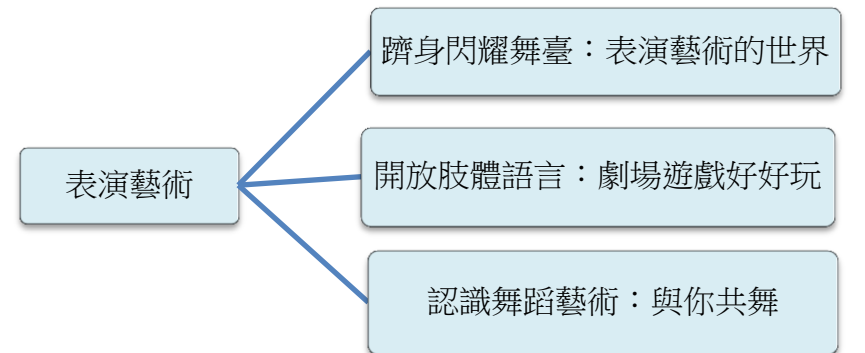 躋身閃耀舞臺：表演藝術的世界
開放肢體語言：劇場遊戲好好玩
表演藝術
認識舞蹈藝術：與你共舞